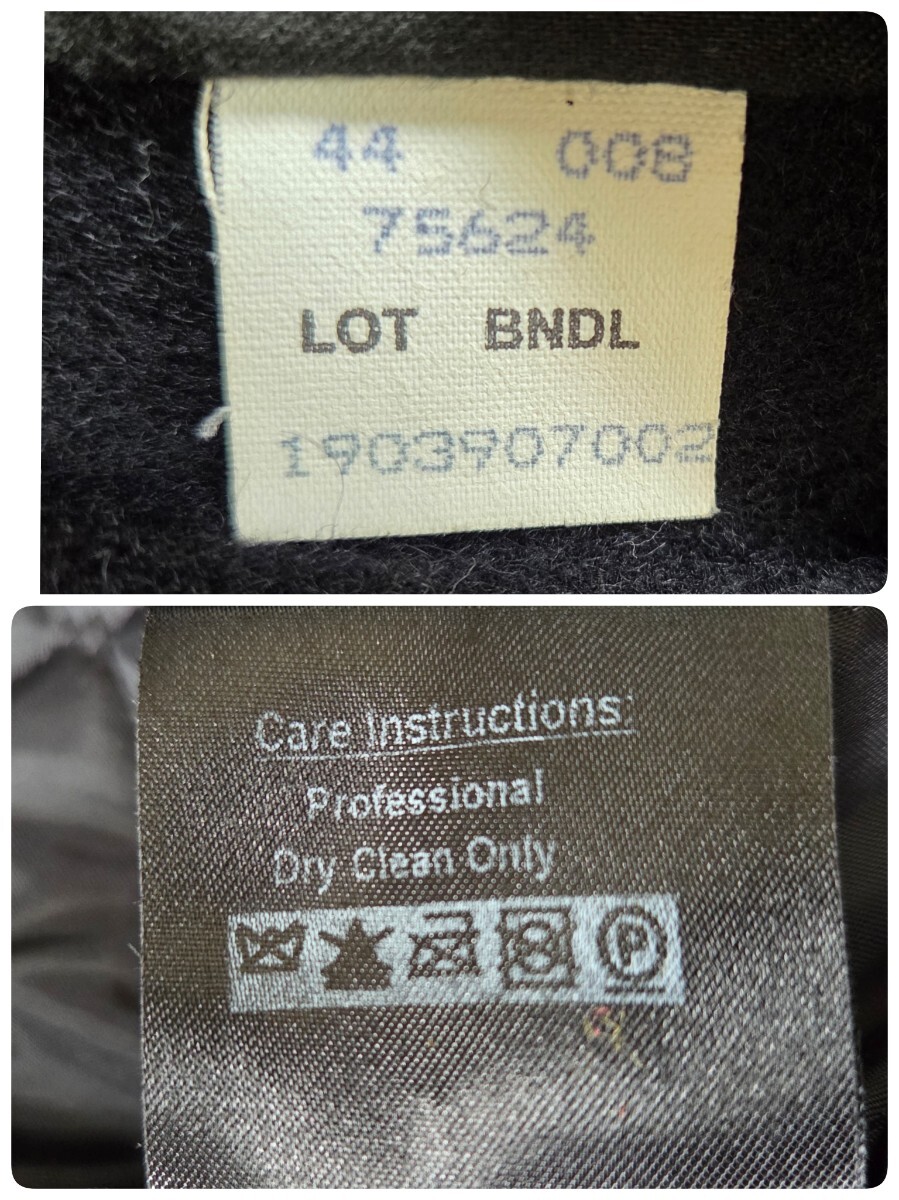 44 008
75624
LOT BNDL
1903907002
Care Instructions:
Professional
Dry Clean Only
P